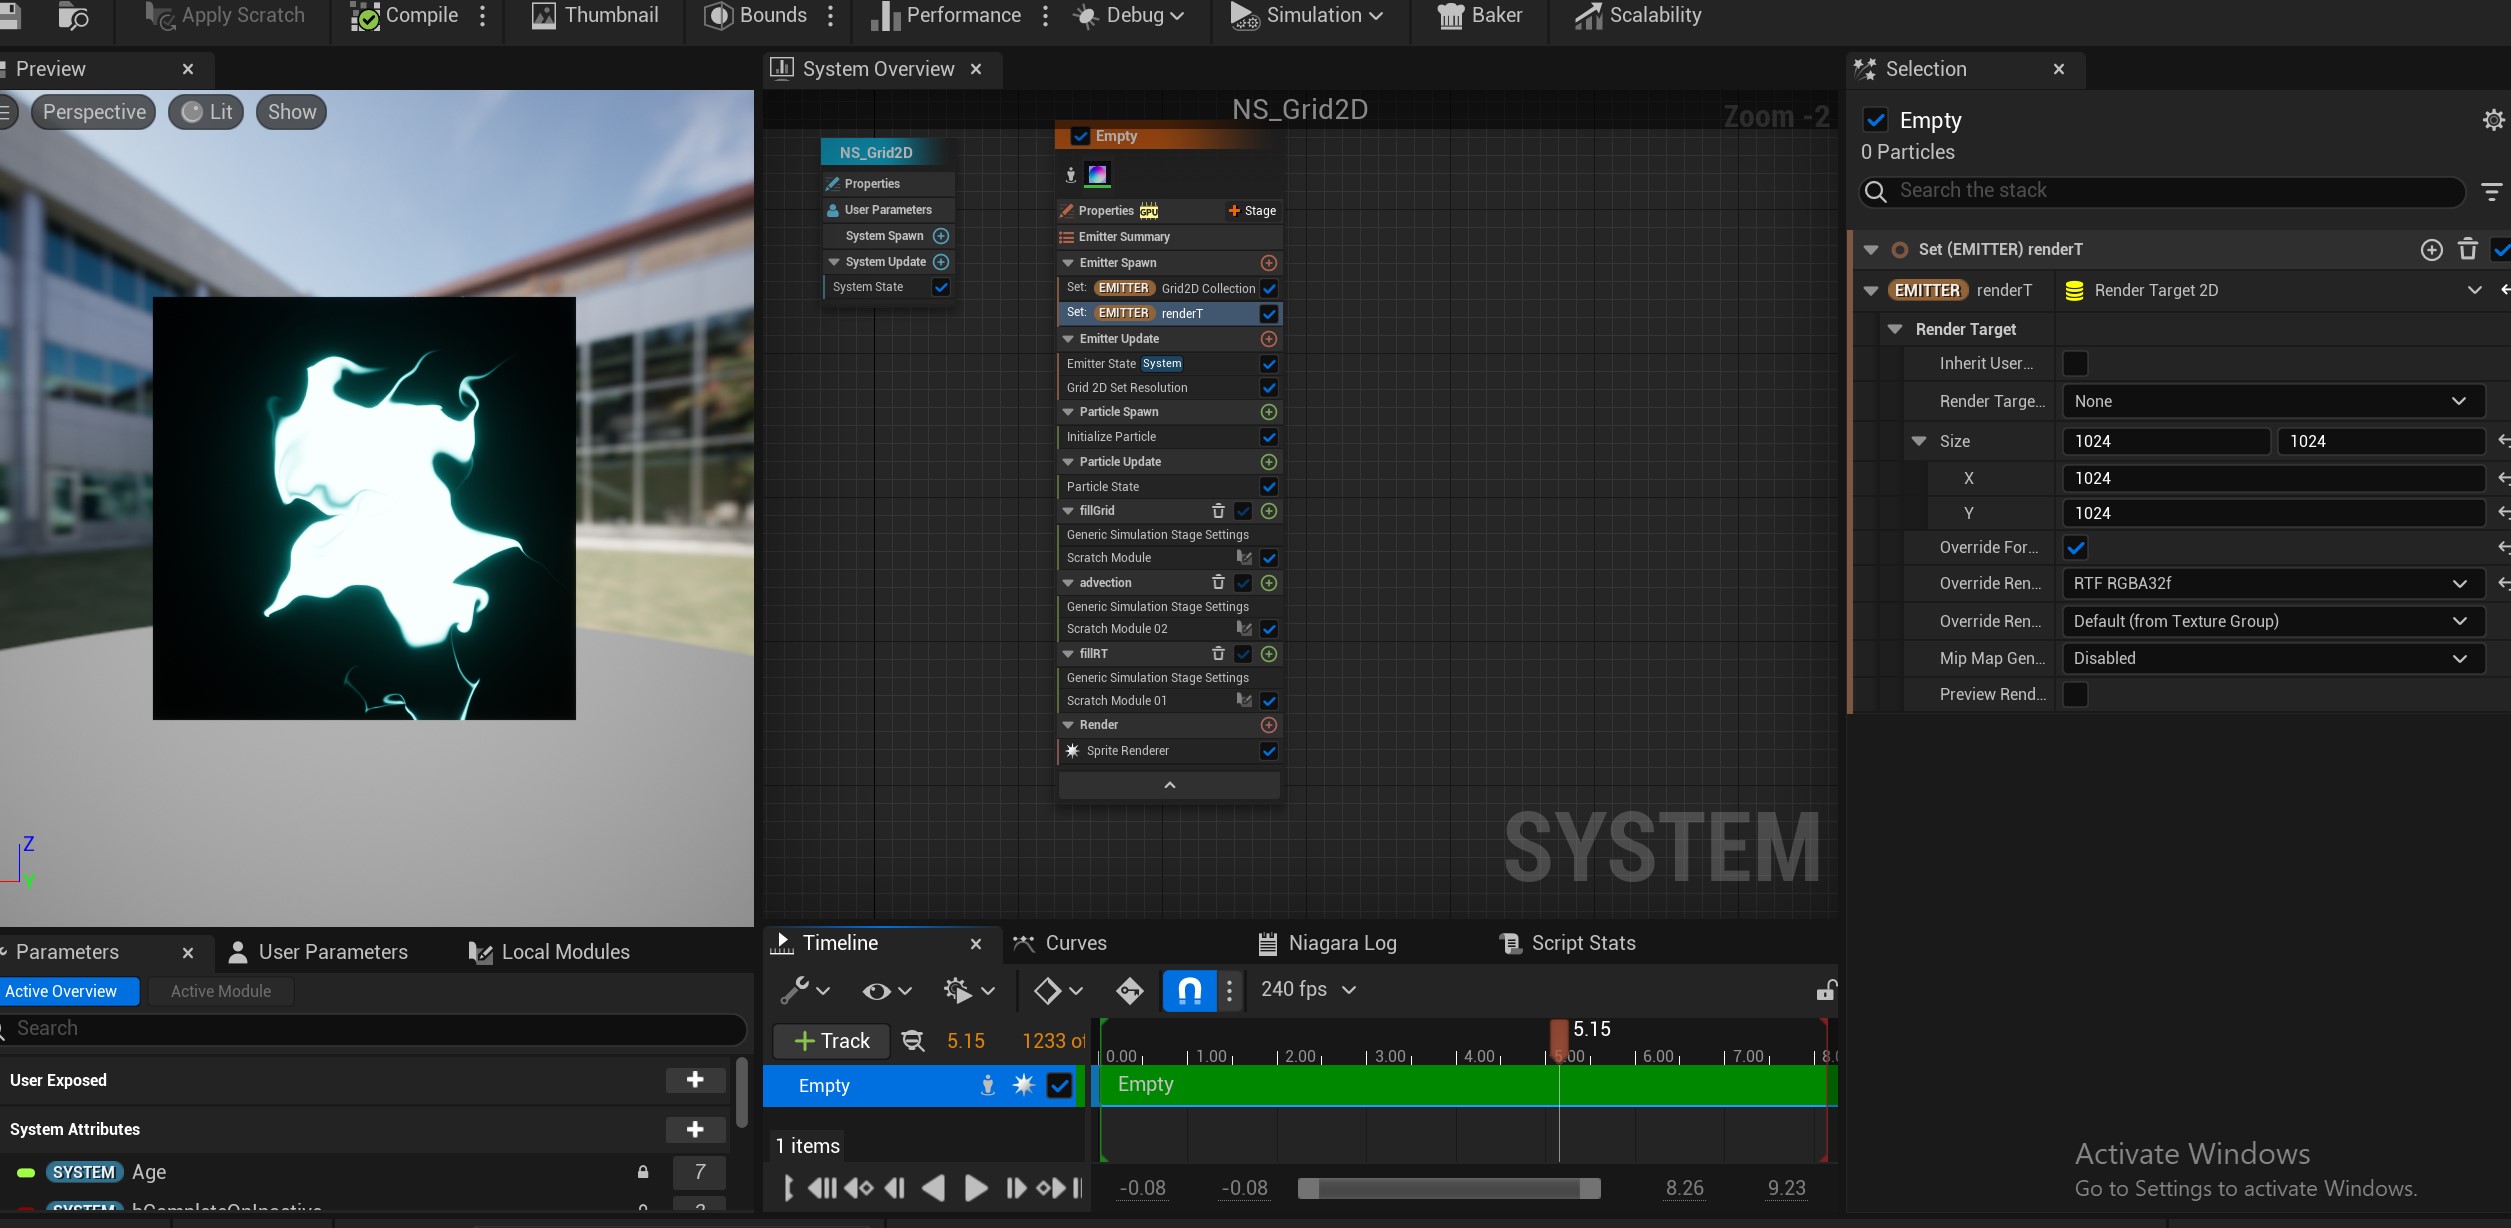 Apply Scratch
Compile
Thumbnail
Bounds
Performance
Debug
Simulation
Baker
Scalability
Preview
System Overview
Selection
Perspective
Lit
Show
NS_Grid2D
Zoom -2
NS_Grid2D
Properties
User Parameters
System Spawn
System Update
System State
Empty
Properties GPU
Stage
Emitter Summary
Emitter Spawn
Set: EMITTER Grid2D Collection
Set: EMITTER renderT
Emitter Update
Emitter State System
Grid 2D Set Resolution
Particle Spawn
Initialize Particle
Particle Update
Particle State
fillGrid
Generic Simulation Stage Settings
Scratch Module
advection
Generic Simulation Stage Settings
Scratch Module 02
fillRT
Generic Simulation Stage Settings
Scratch Module 01
Render
Sprite Renderer
SYSTEM
Empty
0 Particles
Search the stack
Set (EMITTER) renderT
EMITTER renderT
Render Target 2D
Render Target
Inherit User...
Render Targe...
None
Size
1024
1024
X
1024
Y
1024
Override For...
Override Ren...
RTF RGBA32f
Override Ren...
Default (from Texture Group)
Mip Map Gen...
Disabled
Preview Rend...
Z
Y
Parameters
User Parameters
Local Modules
Active Overview
Active Module
Search
User Exposed
System Attributes
SYSTEM Age
7
Timeline
Curves
Niagara Log
Script Stats
240 fps
Track
5.15
1233 of
5.15
0.00
1.00
2.00
3.00
4.00
5.00
6.00
7.00
8.0
Empty
Empty
1 items
-0.08
-0.08
8.26
9.23
Activate Windows
Go to Settings to activate Windows.